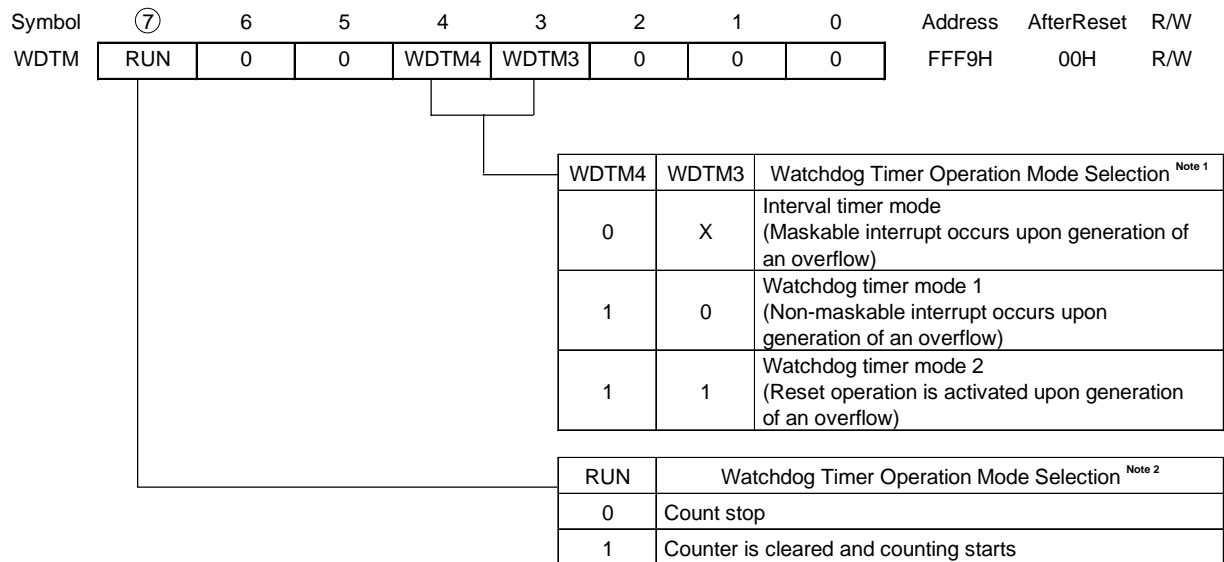 Symbol ⑦ 6 5 4 3 2 1 0 Address AfterReset R/W
WDTM RUN 0 0 WDTM4 WDTM3 0 0 0 FFF9H 00H R/W
WDTM4 WDTM3 Watchdog Timer Operation Mode Selection Note 1
0 X Interval timer mode
(Maskable interrupt occurs upon generation of
an overflow)
1 0 Watchdog timer mode 1
(Non-maskable interrupt occurs upon
generation of an overflow)
1 1 Watchdog timer mode 2
(Reset operation is activated upon generation
of an overflow)
RUN Watchdog Timer Operation Mode Selection Note 2
0 Count stop
1 Counter is cleared and counting starts